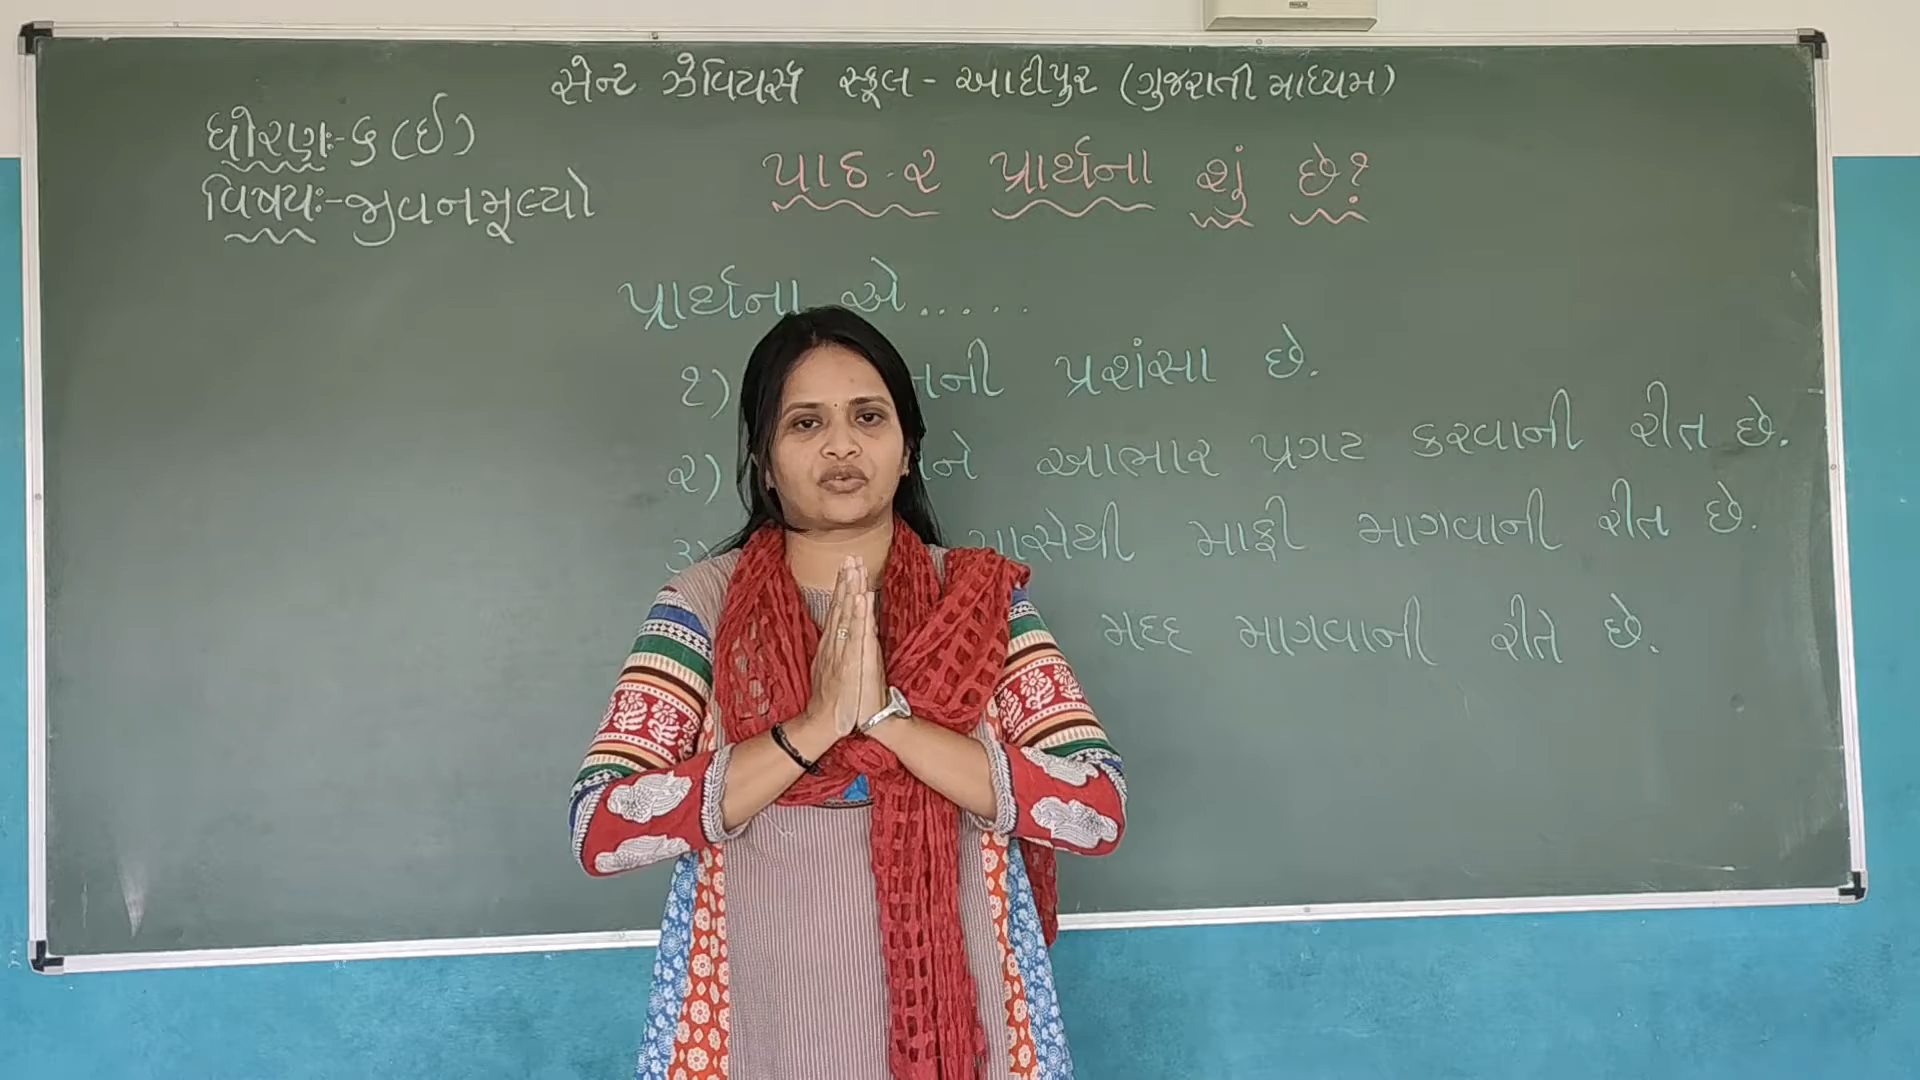 સેન્ટ ઝેવિયર્સ સ્કૂલ - આદીપુર (ગુજરાતી માધ્યમ)
ધોરણઃ- ૬ (ઈ)
વિષયઃ- જીવનમૂલ્યો
પાઠ-૨ પ્રાર્થના શું છે?
પ્રાર્થના એ.....
૧) પ્રશંસા છે.
૨) આભાર પ્રગટ કરવાની રીત છે.
૩) પાસેથી માફી માગવાની રીત છે.
મદદ માગવાની રીત છે.